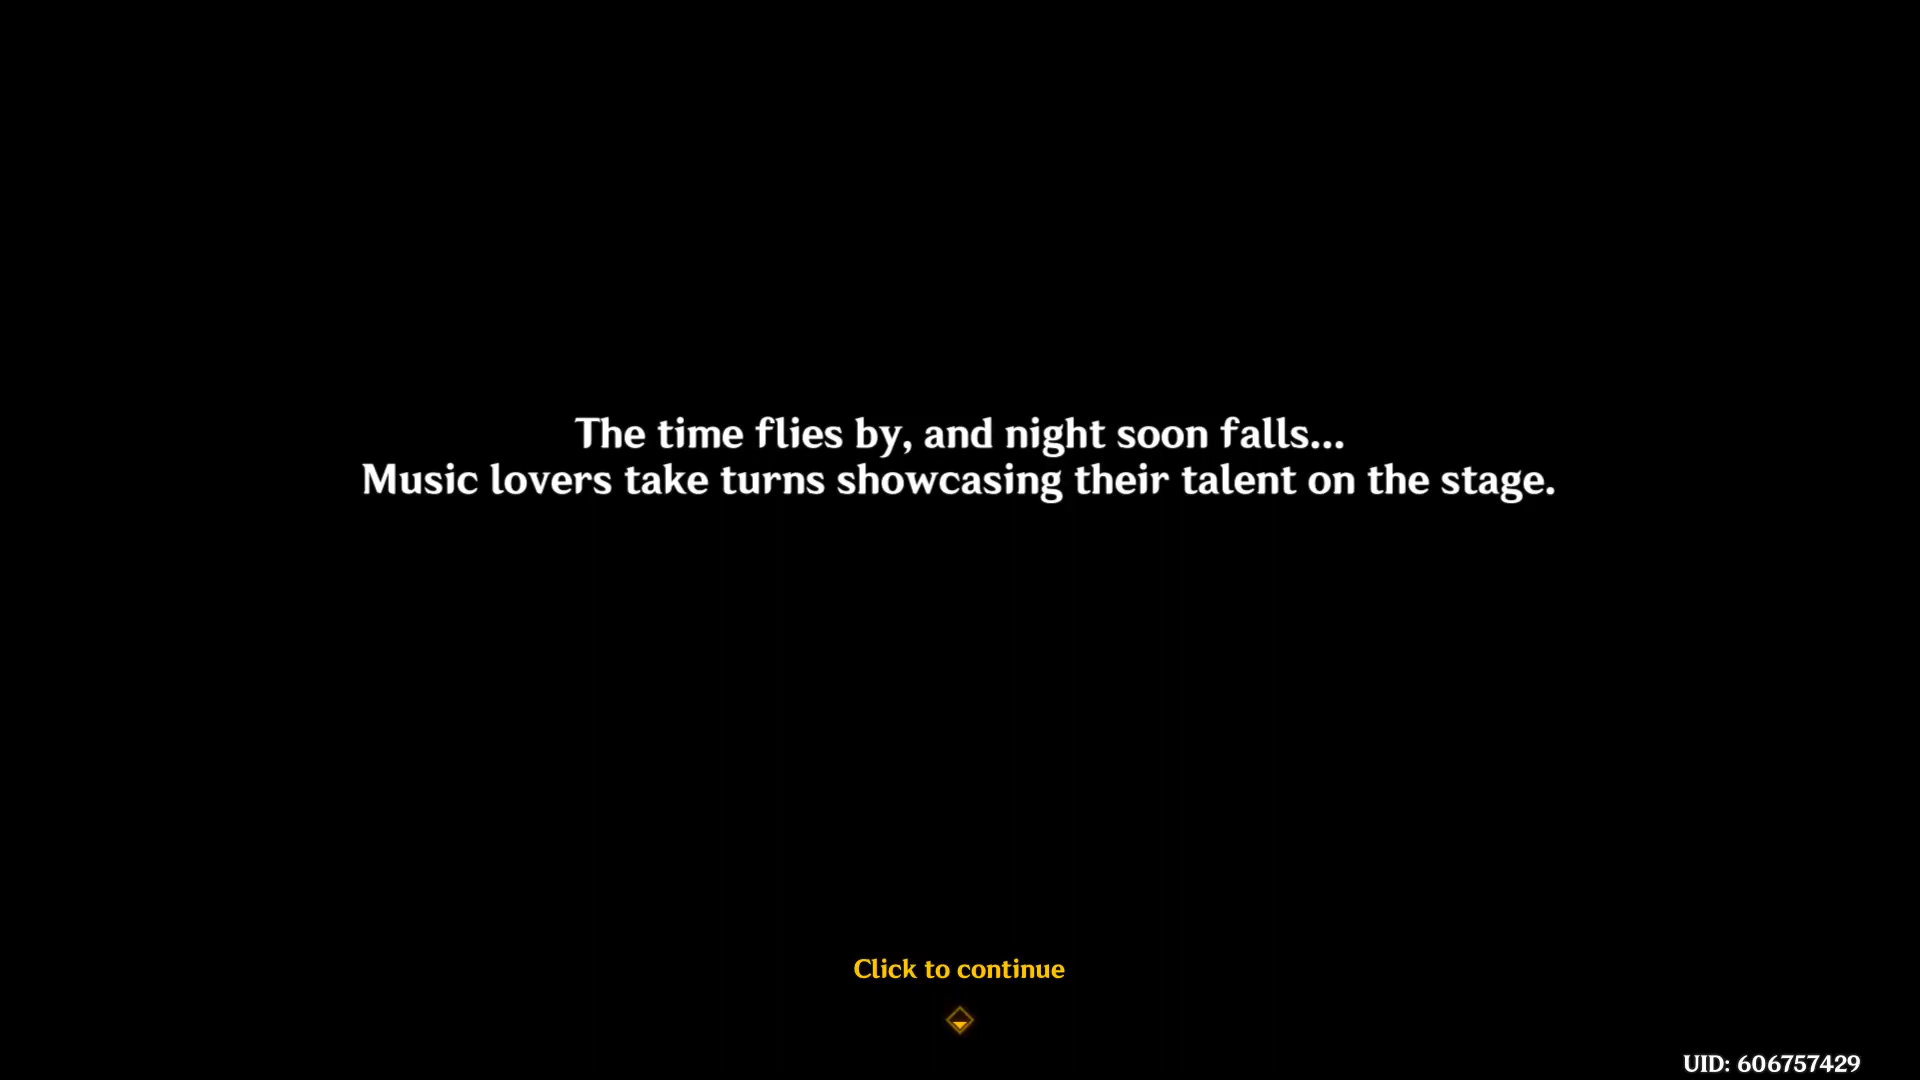 The time flies by, and night soon falls...
Music lovers take turns showcasing their talent on the stage.
Click to continue
UID: 606757429